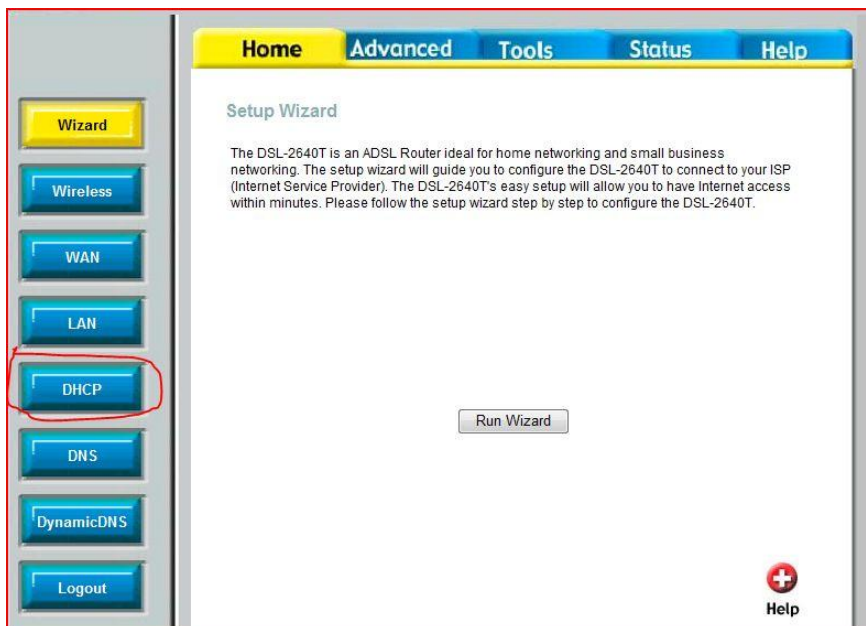 Home Advanced Tools Status Help
Wizard
Wireless
WAN
LAN
DHCP
DNS
DynamicDNS
Logout
Setup Wizard
The DSL-2640T is an ADSL Router ideal for home networking and small business
networking. The setup wizard will guide you to configure the DSL-2640T to connect to your ISP
(Internet Service Provider). The DSL-2640T's easy setup will allow you to have Internet access
within minutes. Please follow the setup wizard step by step to configure the DSL-2640T.
Run Wizard
Help